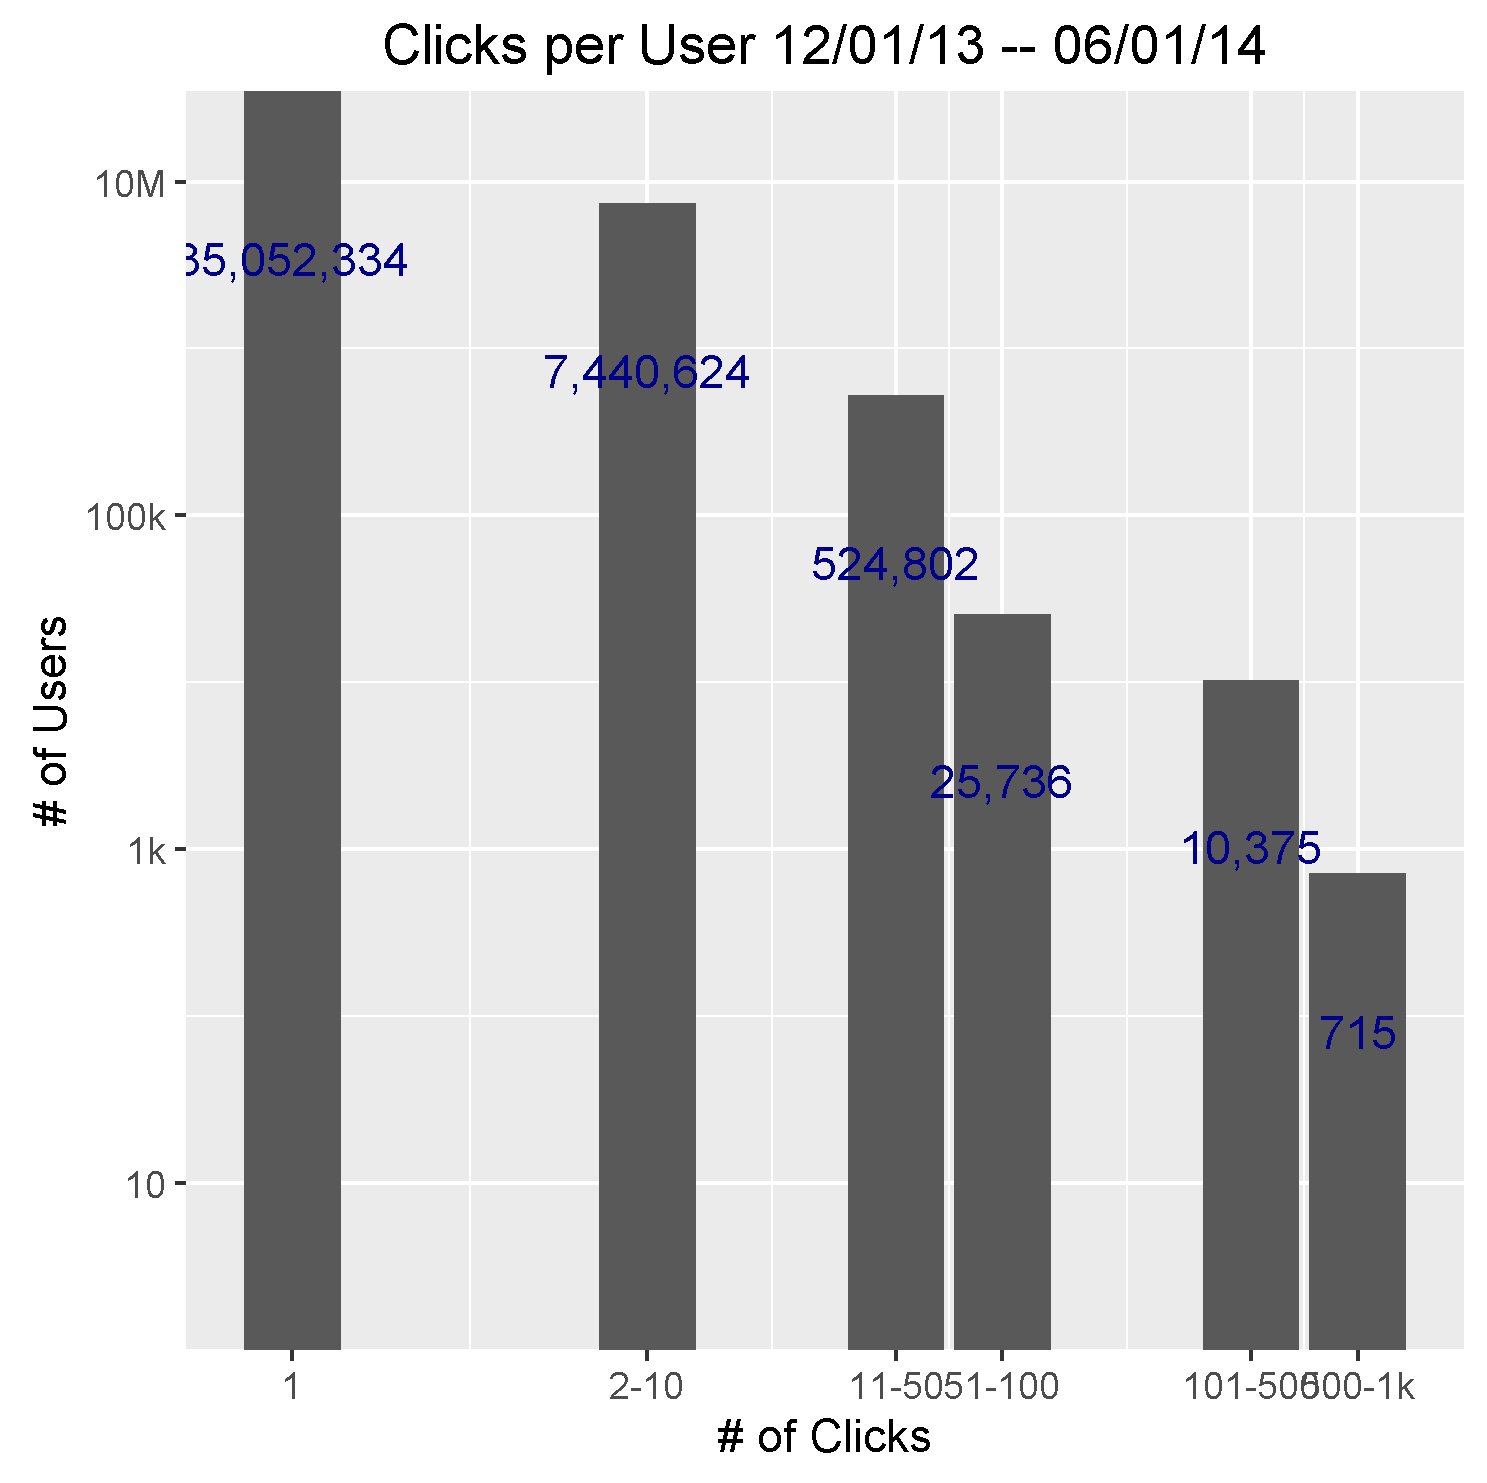 Clicks per User 12/01/13 -- 06/01/14
10M
100k
1k
10
# of Users
35,052,334
7,440,624
524,802
25,736
10,375
715
1
2-10
11-50
51-100
101-500
500-1k
# of Clicks